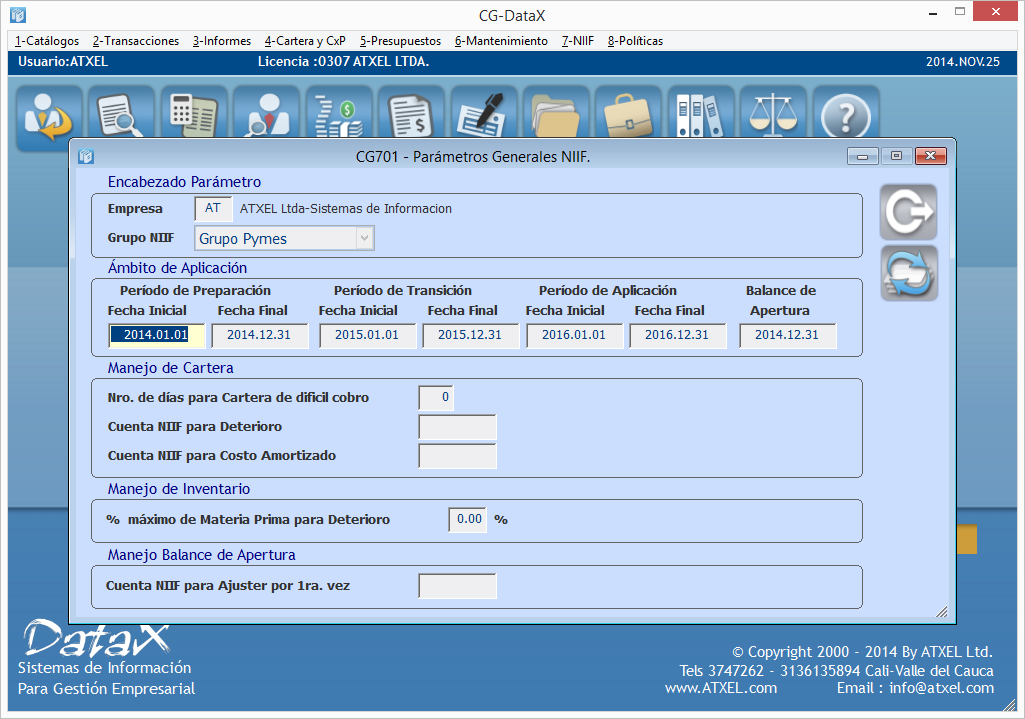 CG-DataX
1-Catálogos 2-Transacciones 3-Informes 4-Cartera y CxP 5-Presupuestos 6-Mantenimiento 7-NIIF 8-Políticas
Usuario:ATXEL Licencia :0307 ATXEL LTDA. 2014.NOV.25
CG701 - Parámetros Generales NIIF.
Encabezado Parámetro
Empresa AT ATXEL Ltda-Sistemas de Informacion
Grupo NIIF Grupo Pymes
Ámbito de Aplicación
Período de Preparación Período de Transición Período de Aplicación Balance de
Fecha Inicial Fecha Final Fecha Inicial Fecha Final Fecha Inicial Fecha Final Apertura
2014.01.01 2014.12.31 2015.01.01 2015.12.31 2016.01.01 2016.12.31 2014.12.31
Manejo de Cartera
Nro. de días para Cartera de dificil cobro 0
Cuenta NIIF para Deterioro
Cuenta NIIF para Costo Amortizado
Manejo de Inventario
% máximo de Materia Prima para Deterioro 0.00 %
Manejo Balance de Apertura
Cuenta NIIF para Ajuster por 1ra. vez
DataX
Sistemas de Información
Para Gestión Empresarial
© Copyright 2000 - 2014 By ATXEL Ltd.
Tels 3747262 - 3136135894 Cali-Valle del Cauca
www.ATXEL.com Email : info@atxel.com